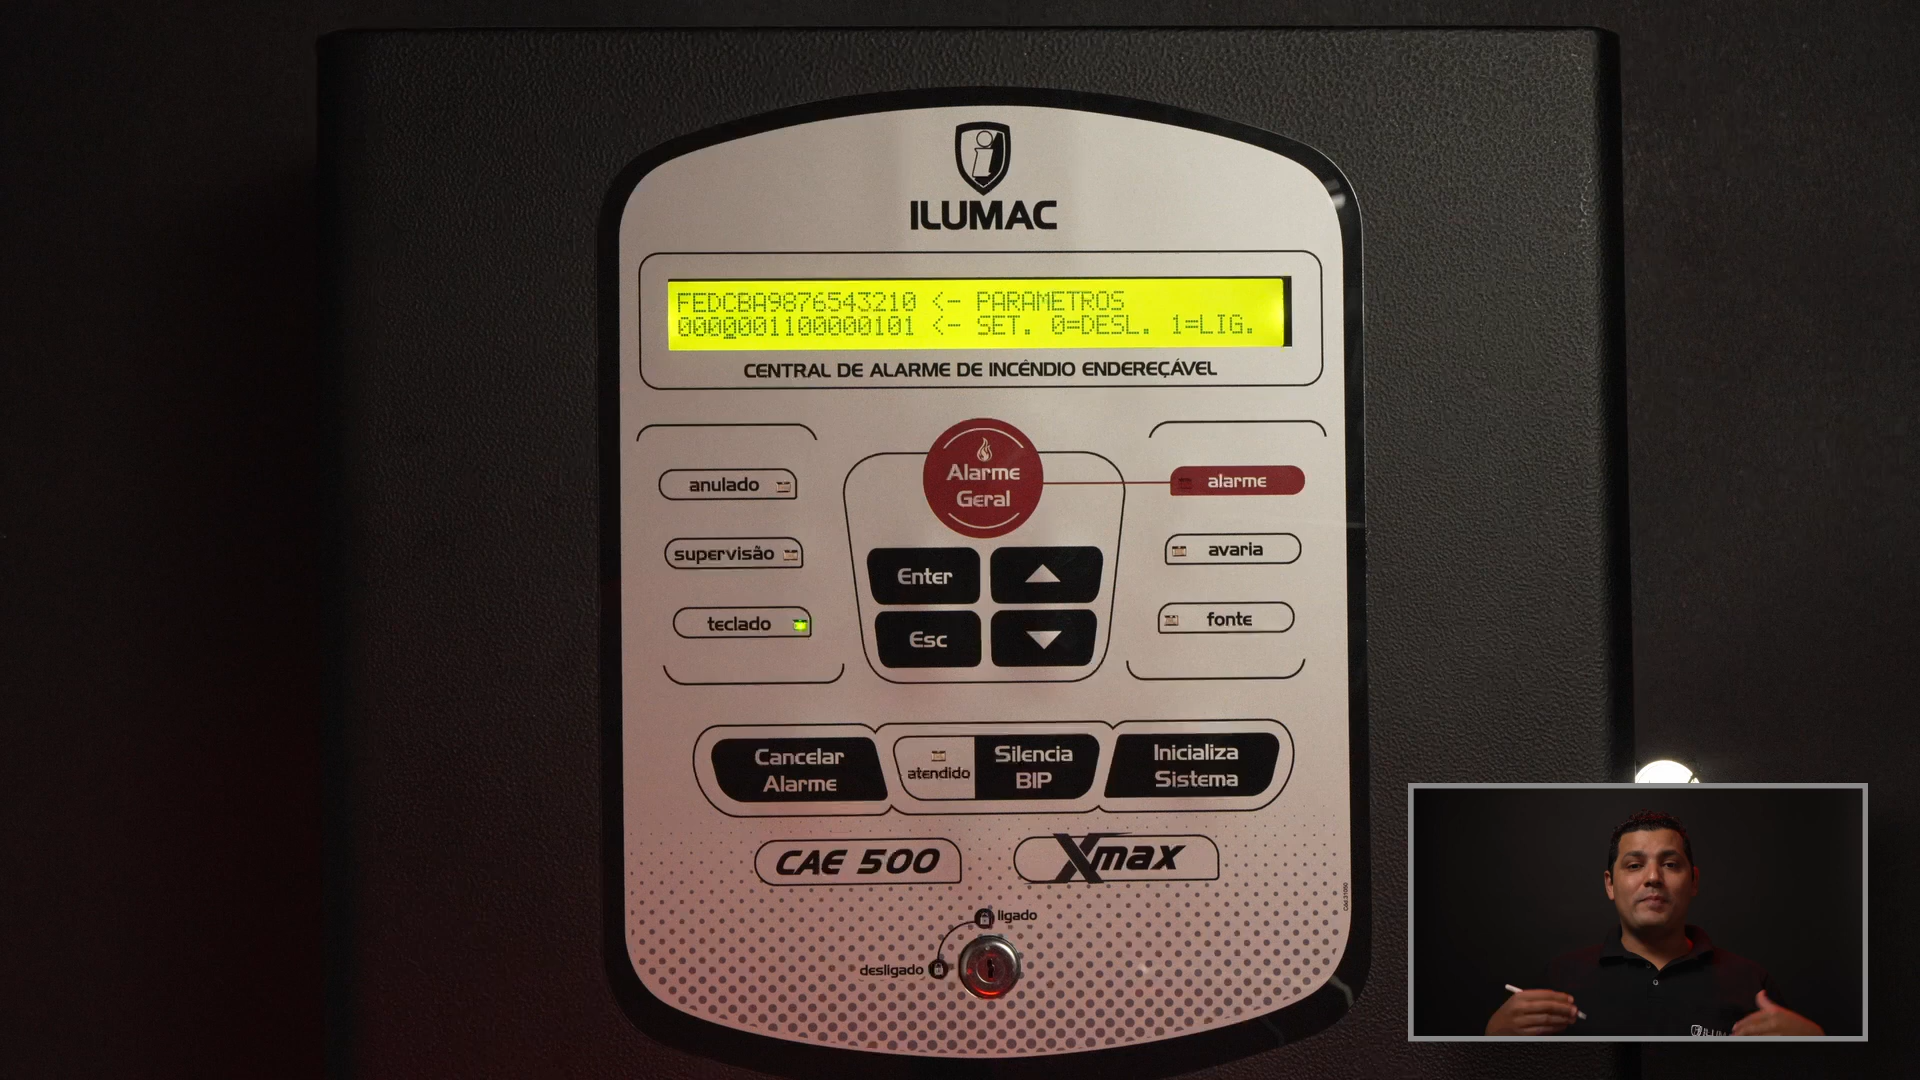 ILUMAC
FEDCBA9876543210 <- PARAMETROS
0000001100000101 <- SET. 0=DESL. 1=LIG.
CENTRAL DE ALARME DE INCÊNDIO ENDEREÇÁVEL
anulado
supervisão
teclado
Alarme
Geral
Enter
Esc
alarme
avaria
fonte
Cancelar
Alarme
atendido
Silencia
BIP
Inicializa
Sistema
CAE 500
Xmax
ligado
desligado